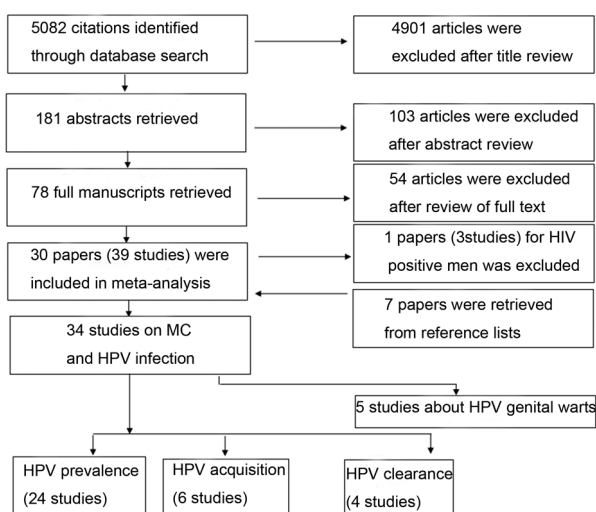 5082 citations identified
through database search
4901 articles were
excluded after title review
181 abstracts retrieved
103 articles were excluded
after abstract review
78 full manuscripts retrieved
54 articles were excluded
after review of full text
30 papers (39 studies) were
included in meta-analysis
1 papers (3studies) for HIV
positive men was excluded
7 papers were retrieved
from reference lists
34 studies on MC
and HPV infection
5 studies about HPV genital warts
HPV prevalence
(24 studies)
HPV acquisition
(6 studies)
HPV clearance
(4 studies)